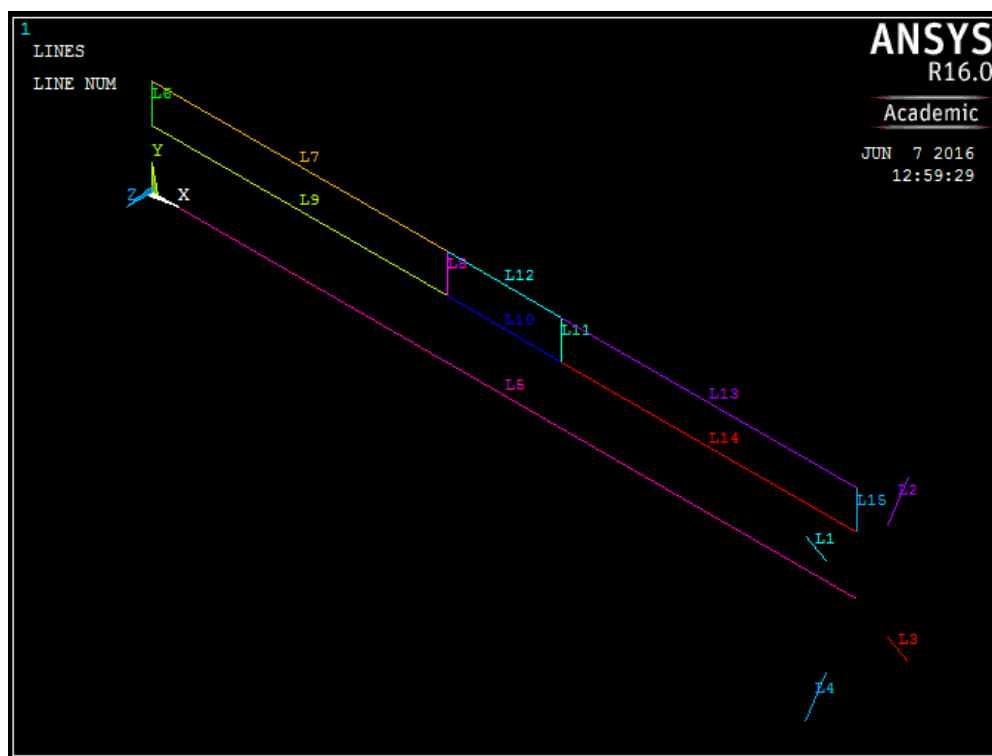 1
LINES
LINE NUM
ANSYS
R16.0
Academic
JUN 7 2016
12:59:29
L6
Y
Z
X
L7
L9
L8
L12
L10
L11
L5
L13
L14
L2
L15
L1
L3
L4